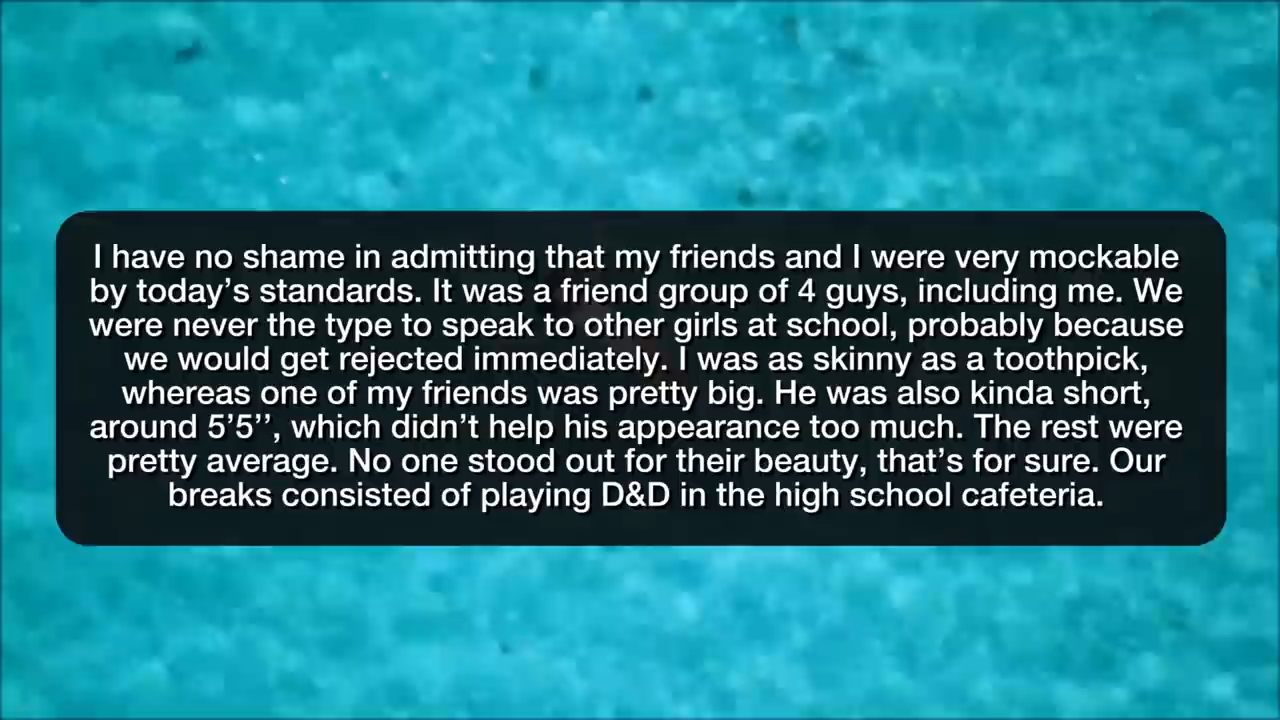 I have no shame in admitting that my friends and I were very mockable
by today’s standards. It was a friend group of 4 guys, including me. We
were never the type to speak to other girls at school, probably because
we would get rejected immediately. I was as skinny as a toothpick,
whereas one of my friends was pretty big. He was also kinda short,
around 5’5’’, which didn’t help his appearance too much. The rest were
pretty average. No one stood out for their beauty, that’s for sure. Our
breaks consisted of playing D&D in the high school cafeteria.